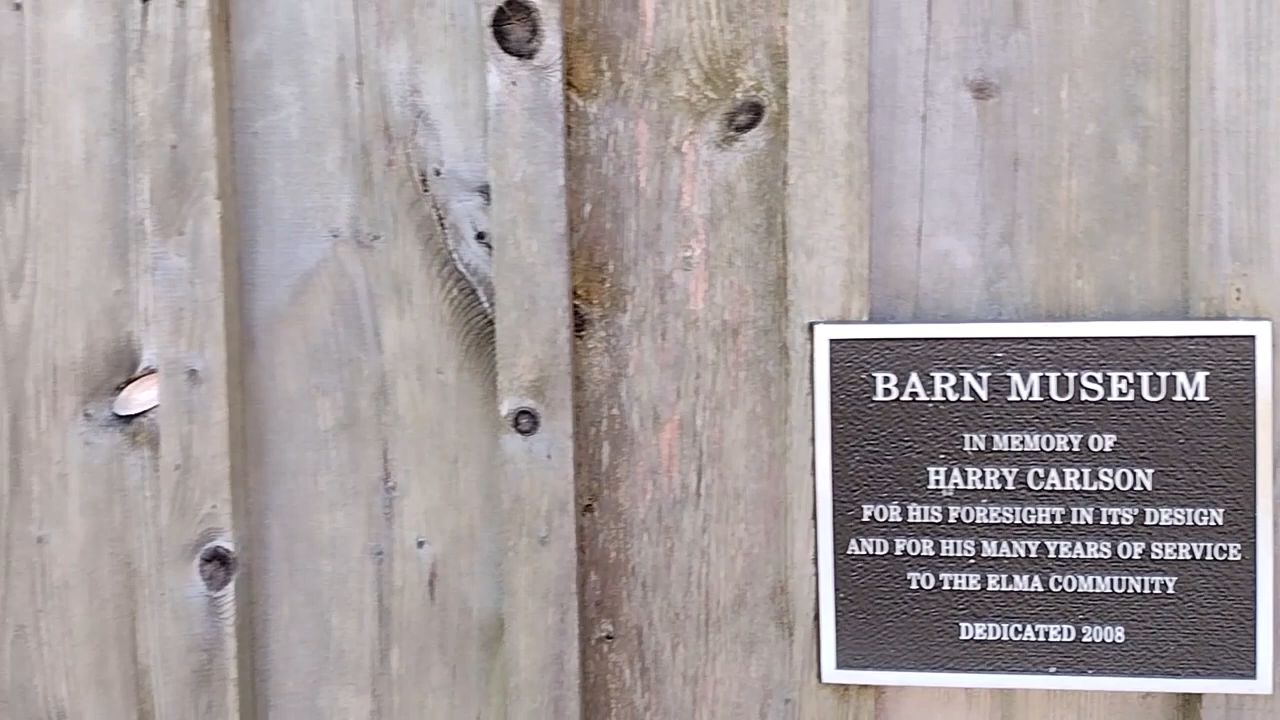 BARN MUSEUM
IN MEMORY OF
HARRY CARLSON
FOR HIS FORESIGHT IN ITS' DESIGN
AND FOR HIS MANY YEARS OF SERVICE
TO THE ELMA COMMUNITY
DEDICATED 2008